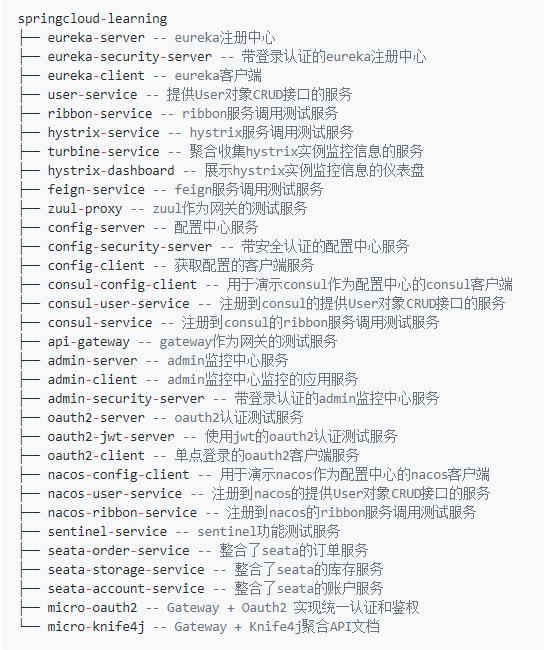 springcloud-learning
├── eureka-server -- eureka注册中心
├── eureka-security-server -- 带登录认证的eureka注册中心
├── eureka-client -- eureka客户端
├── user-service -- 提供User对象CRUD接口的服务
├── ribbon-service -- ribbon服务调用测试服务
├── hystrix-service -- hystrix服务调用测试服务
├── turbine-service -- 聚合收集hystrix实例监控信息的服务
├── hystrix-dashboard -- 展示hystrix实例监控信息的仪表盘
├── feign-service -- feign服务调用测试服务
├── zuul-proxy -- zuul作为网关的测试服务
├── config-server -- 配置中心服务
├── config-security-server -- 带安全认证的配置中心服务
├── config-client -- 获取配置的客户端服务
├── consul-config-client -- 用于演示consul作为配置中心的consul客户端
├── consul-user-service -- 注册到consul的提供User对象CRUD接口的服务
├── consul-service -- 注册到consul的ribbon服务调用测试服务
├── api-gateway -- gateway作为网关的测试服务
├── admin-server -- admin监控中心服务
├── admin-client -- admin监控中心监控的应用服务
├── admin-security-server -- 带登录认证的admin监控中心服务
├── oauth2-server -- oauth2认证测试服务
├── oauth2-jwt-server -- 使用jwt的oauth2认证测试服务
├── oauth2-client -- 单点登录的oauth2客户端服务
├── nacos-config-client -- 用于演示nacos作为配置中心的nacos客户端
├── nacos-user-service -- 注册到nacos的提供User对象CRUD接口的服务
├── nacos-ribbon-service -- 注册到nacos的ribbon服务调用测试服务
├── sentinel-service -- sentinel功能测试服务
├── seata-order-service -- 整合了seata的订单服务
├── seata-storage-service -- 整合了seata的库存服务
├── seata-account-service -- 整合了seata的账户服务
├── micro-oauth2 -- Gateway + Oauth2 实现统一认证和鉴权
└── micro-knife4j -- Gateway + Knife4j聚合API文档